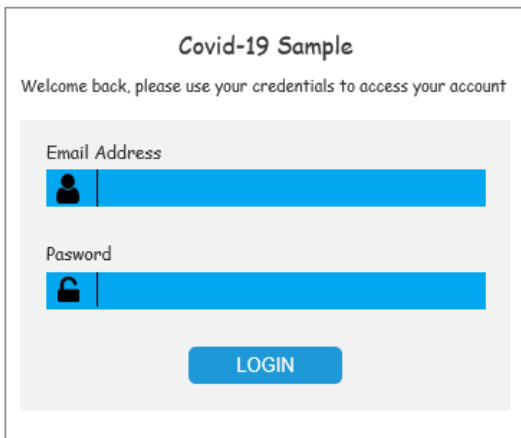 Covid-19 Sample
Welcome back, please use your credentials to access your account
Email Address
Pasword
LOGIN